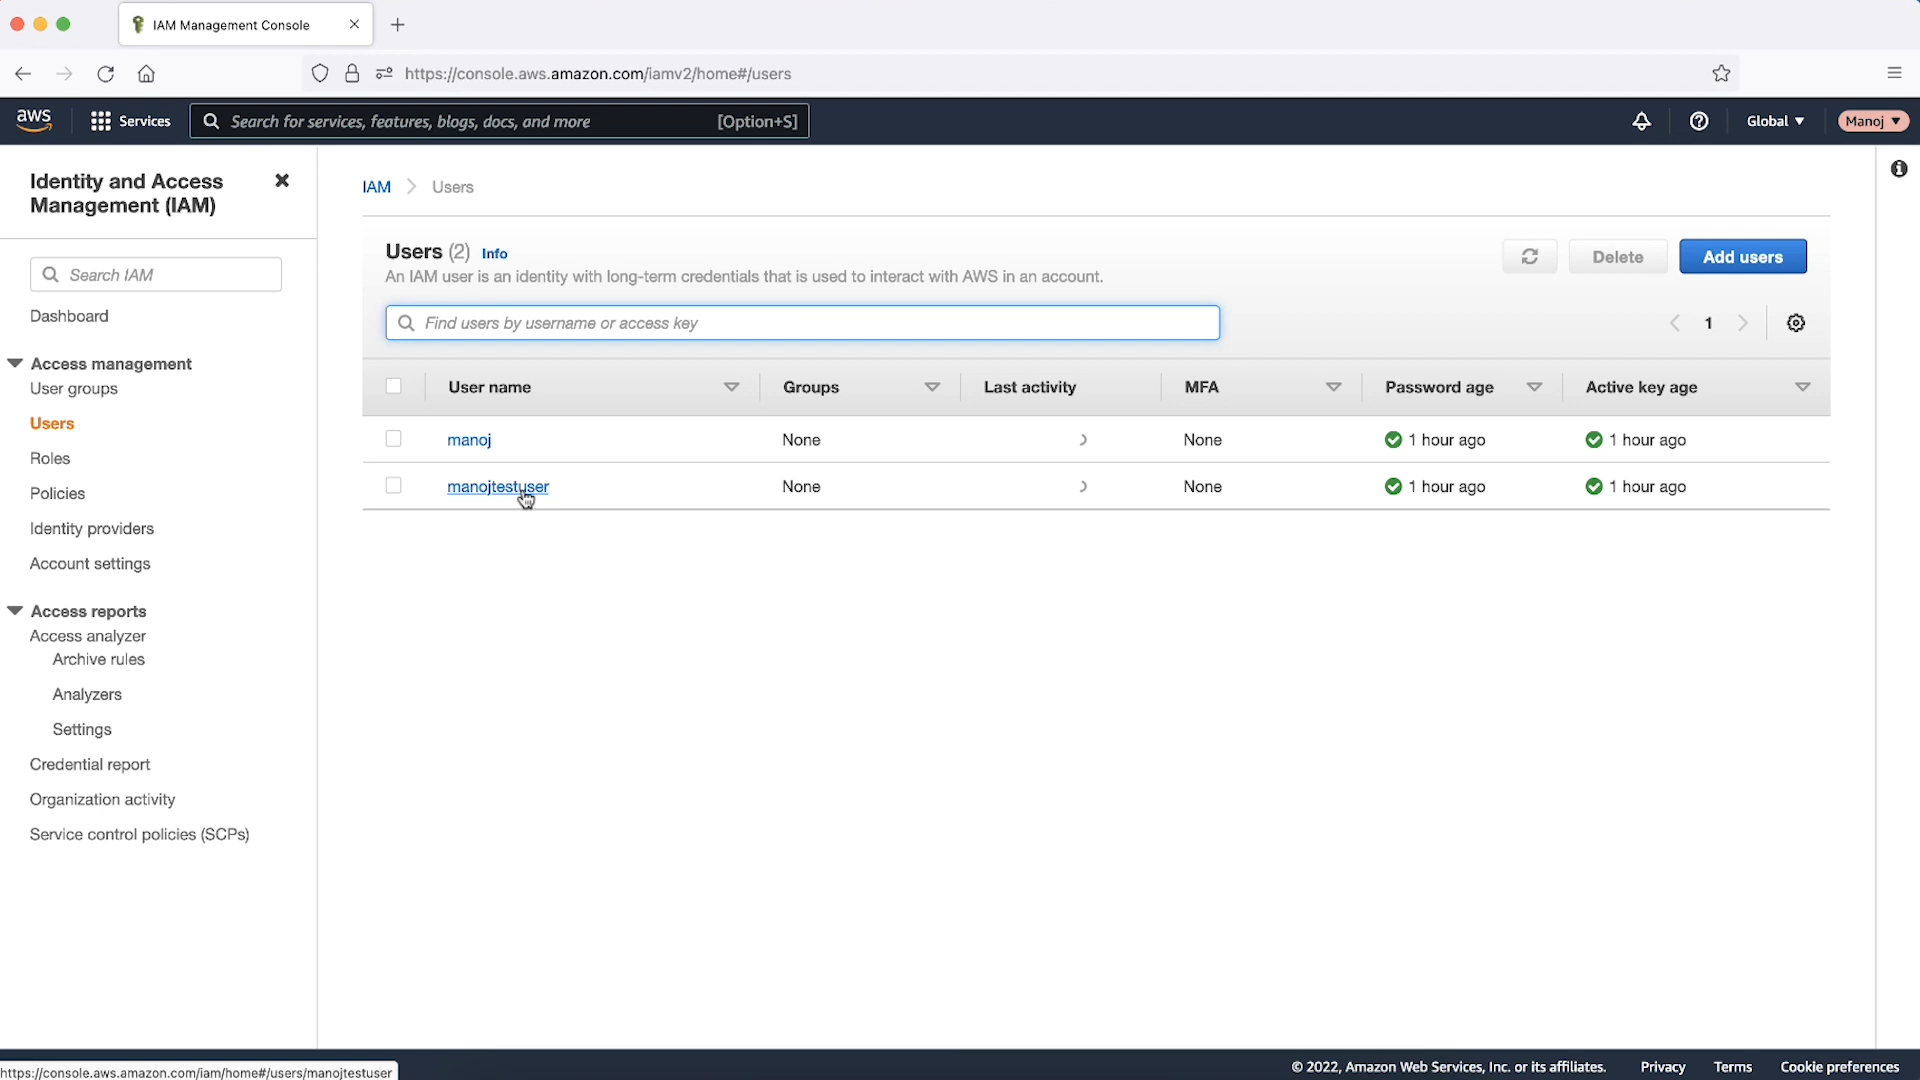 IAM Management Console
https://console.aws.amazon.com/iamv2/home#/users
aws
Services
Search for services, features, blogs, docs, and more
[Option+S]
Global
Manoj
Identity and Access
Management (IAM)
Search IAM
Dashboard
Access management
User groups
Users
Roles
Policies
Identity providers
Account settings
Access reports
Access analyzer
Archive rules
Analyzers
Settings
Credential report
Organization activity
Service control policies (SCPs)
IAM Users
Users (2) Info
An IAM user is an identity with long-term credentials that is used to interact with AWS in an account.
Delete
Add users
Find users by username or access key
1
User name Groups Last activity MFA Password age Active key age
manoj None None 1 hour ago 1 hour ago
manojtestuser None None 1 hour ago 1 hour ago
https://console.aws.amazon.com/iam/home#/users/manojtestuser
© 2022, Amazon Web Services, Inc. or its affiliates. Privacy Terms Cookie preferences